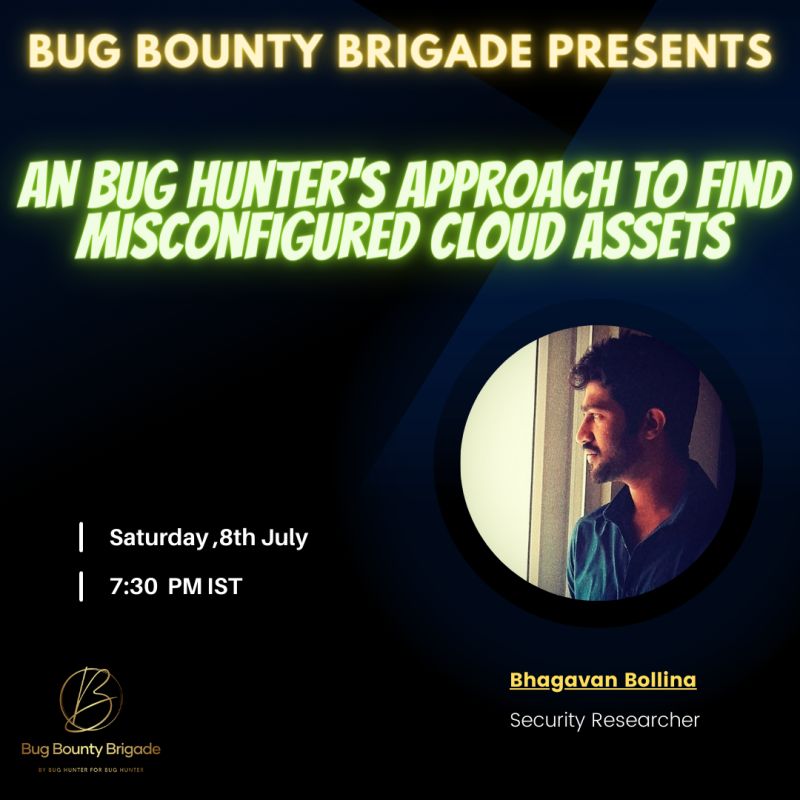 BUG BOUNTY BRIGADE PRESENTS
AN BUG HUNTER'S APPROACH TO FIND
MISCONFIGURED CLOUD ASSETS
Saturday ,8th July
7:30 PM IST
Bhagavan Bollina
Security Researcher
B
Bug Bounty Brigade
BY BUG HUNTER FOR BUG HUNTER